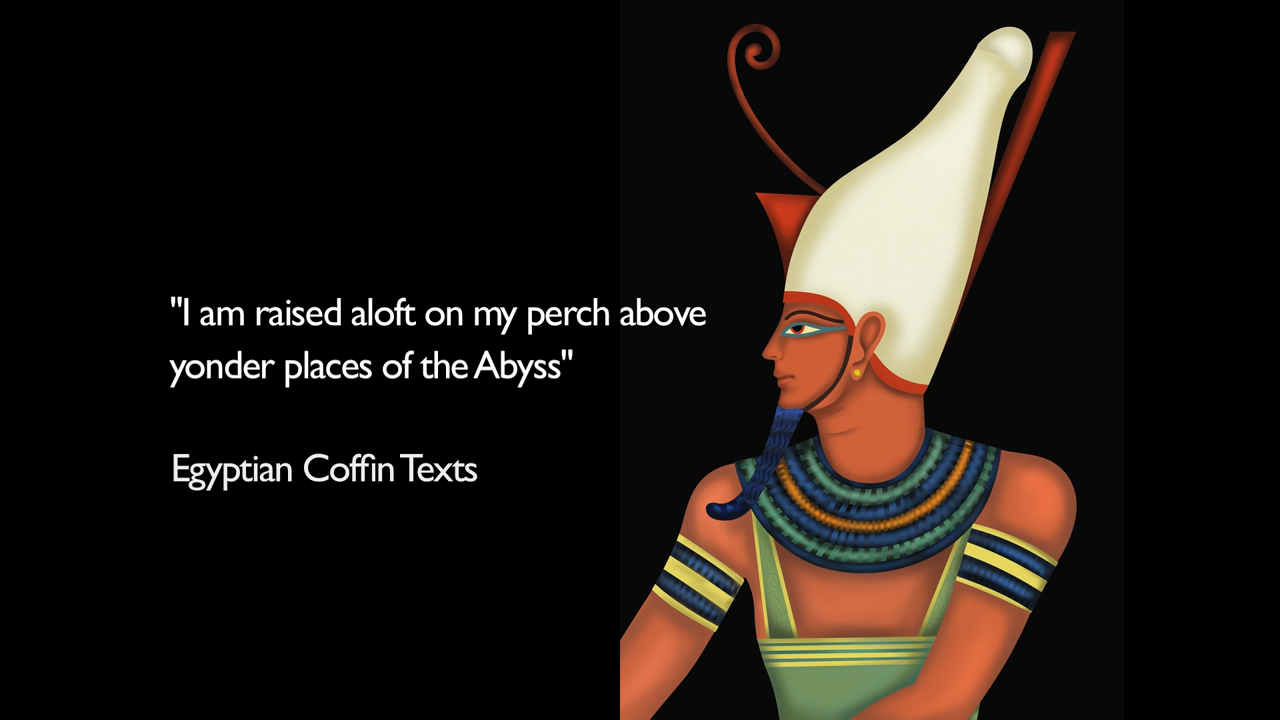 "I am raised aloft on my perch above
yonder places of the Abyss"
Egyptian Coffin Texts